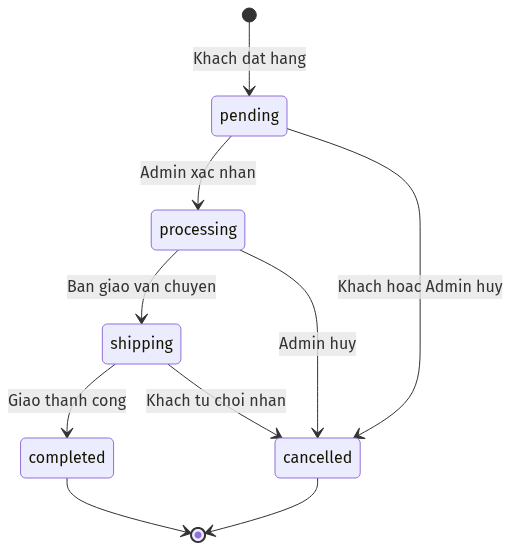 Khach dat hang
pending
Admin xac nhan
processing
Ban giao van chuyen
Khach hoac Admin huy
shipping
Admin huy
Giao thanh cong
Khach tu choi nhan
completed
cancelled